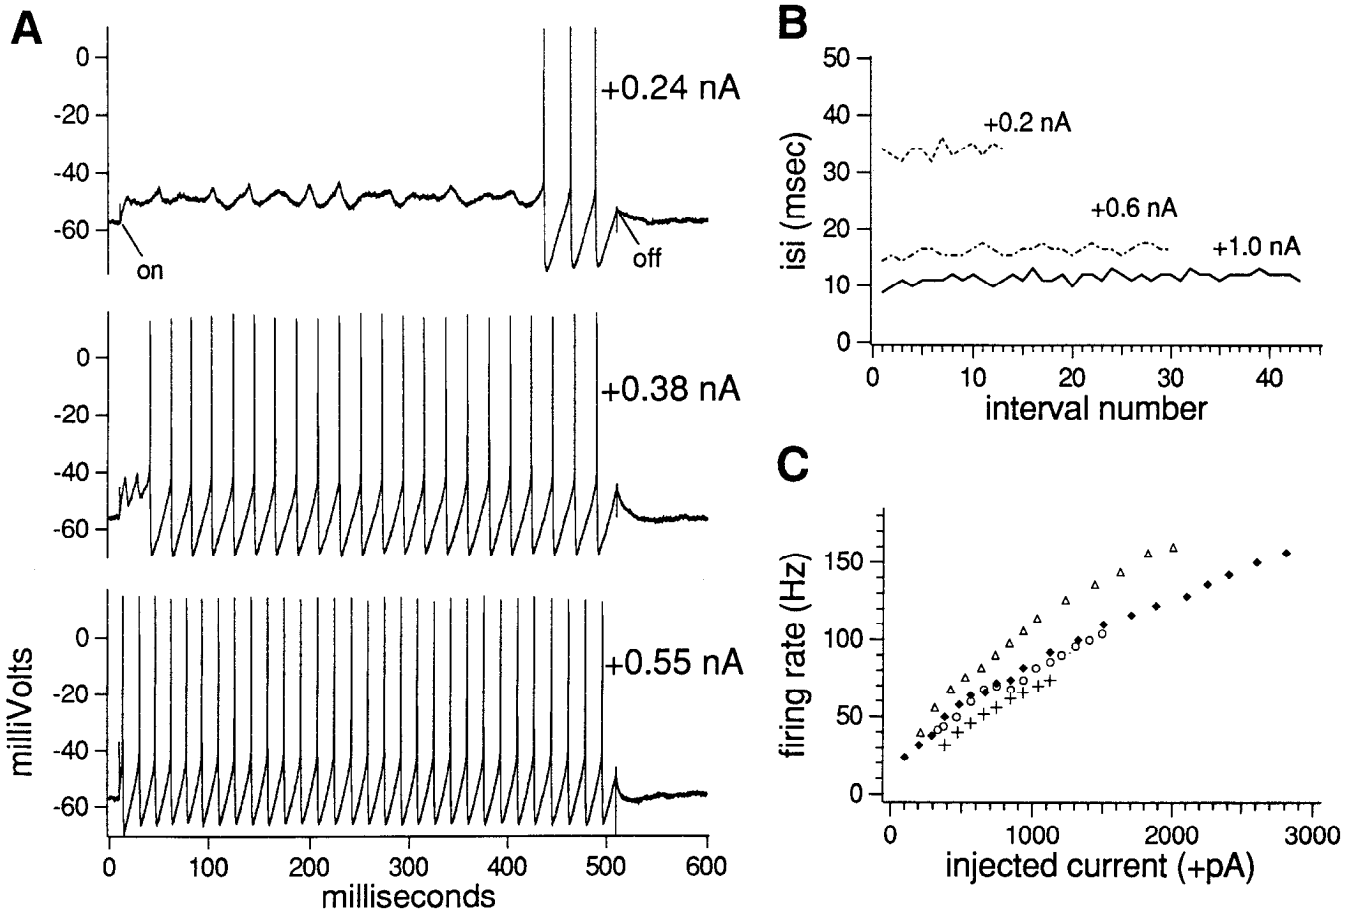 A
0
-20
-40
-60
+0.24 nA
on
off
0
-20
-40
-60
+0.38 nA
0
-20
-40
-60
+0.55 nA
milliVolts
0 100 200 300 400 500 600
milliseconds
B
50
40
30
20
10
0
isi (msec)
+0.2 nA
+0.6 nA
+1.0 nA
0 10 20 30 40
interval number
C
150
100
50
0
firing rate (Hz)
0 1000 2000 3000
injected current (+pA)